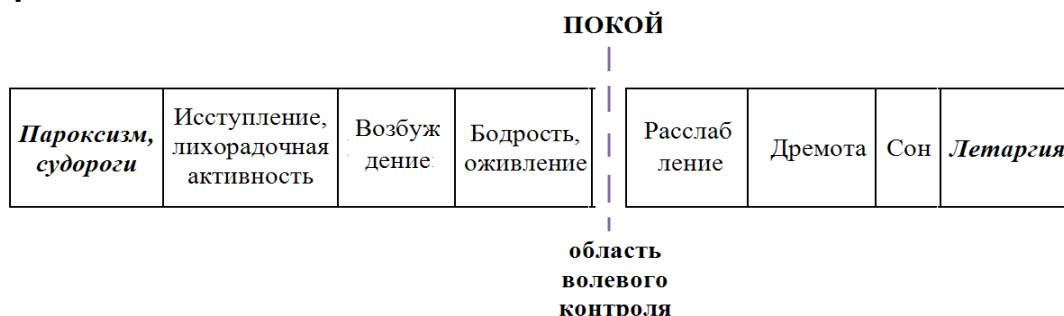 ПОКОЙ
Пароксизм,
судороги
Исступление,
лихорадочная
активность
Возбуж
дение
Бодрость,
оживление
Расслаб
ление
Дремота
Сон
Летаргия
область
волевого
контроля